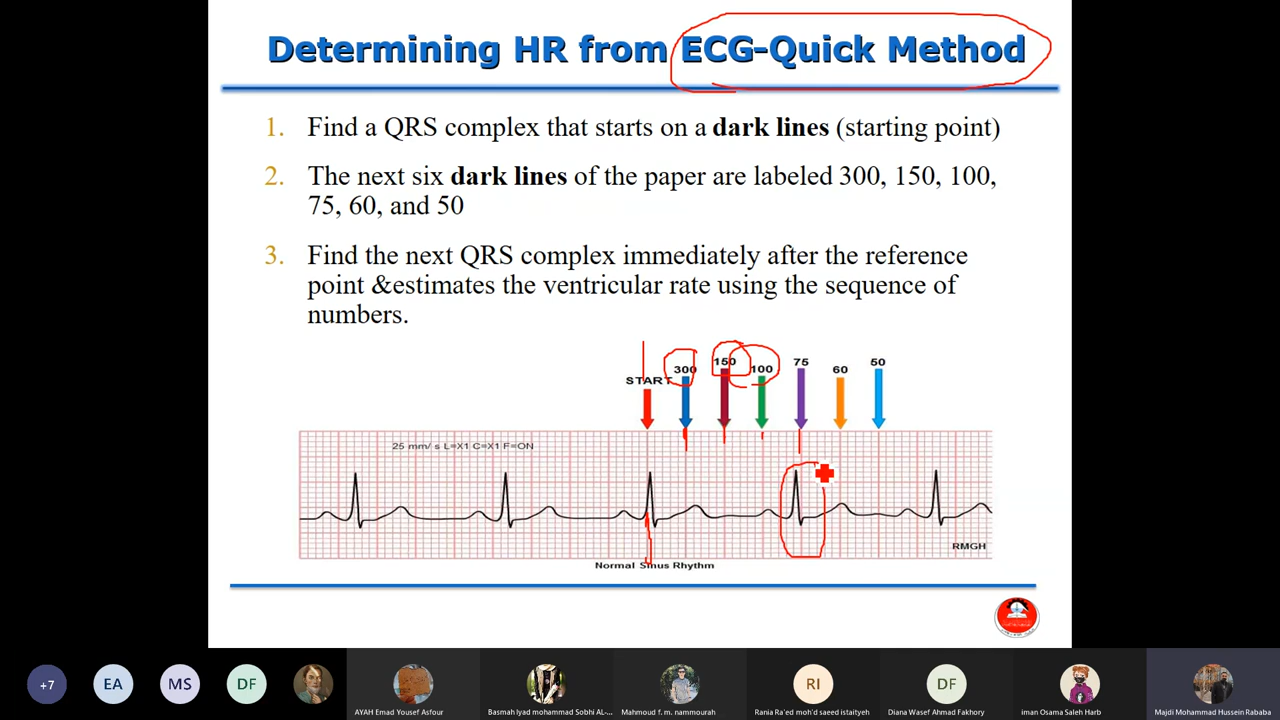 Determining HR from ECG-Quick Method
1. Find a QRS complex that starts on a dark lines (starting point)
2. The next six dark lines of the paper are labeled 300, 150, 100,
75, 60, and 50
3. Find the next QRS complex immediately after the reference
point &estimates the ventricular rate using the sequence of
numbers.
START 300 150 100 75 60 50
25 mm/s L=X1 C=X1 F=ON
RMGH
Normal Sinus Rhythm
+7 EA MS DF RI DF
AYAH Emad Yousef Asfour
Basmah Iyad mohammad Sobhi AL-...
Mahmoud f. m. nammourah
Rania Ra'ed moh'd saeed istaityeh
Diana Wasef Ahmad Fakhory
iman Osama Saleh Harb
Majdi Mohammad Hussein Rababa